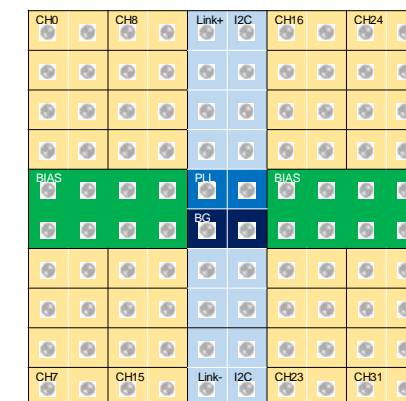 CH0 CH8 Link+ I2C CH16 CH24
BIAS PLL BIAS
BG
CH7 CH15 Link- I2C CH23 CH31